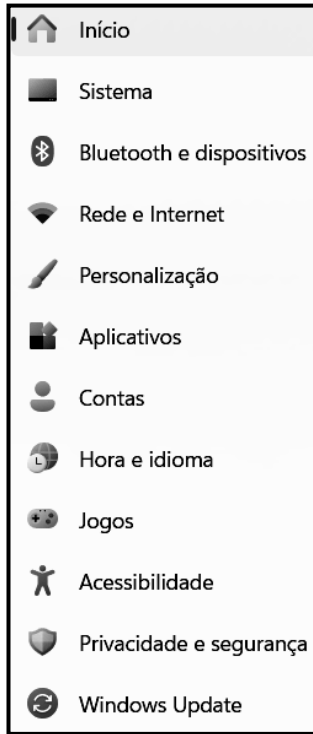 Início
Sistema
Bluetooth e dispositivos
Rede e Internet
Personalização
Aplicativos
Contas
Hora e idioma
Jogos
Acessibilidade
Privacidade e segurança
Windows Update